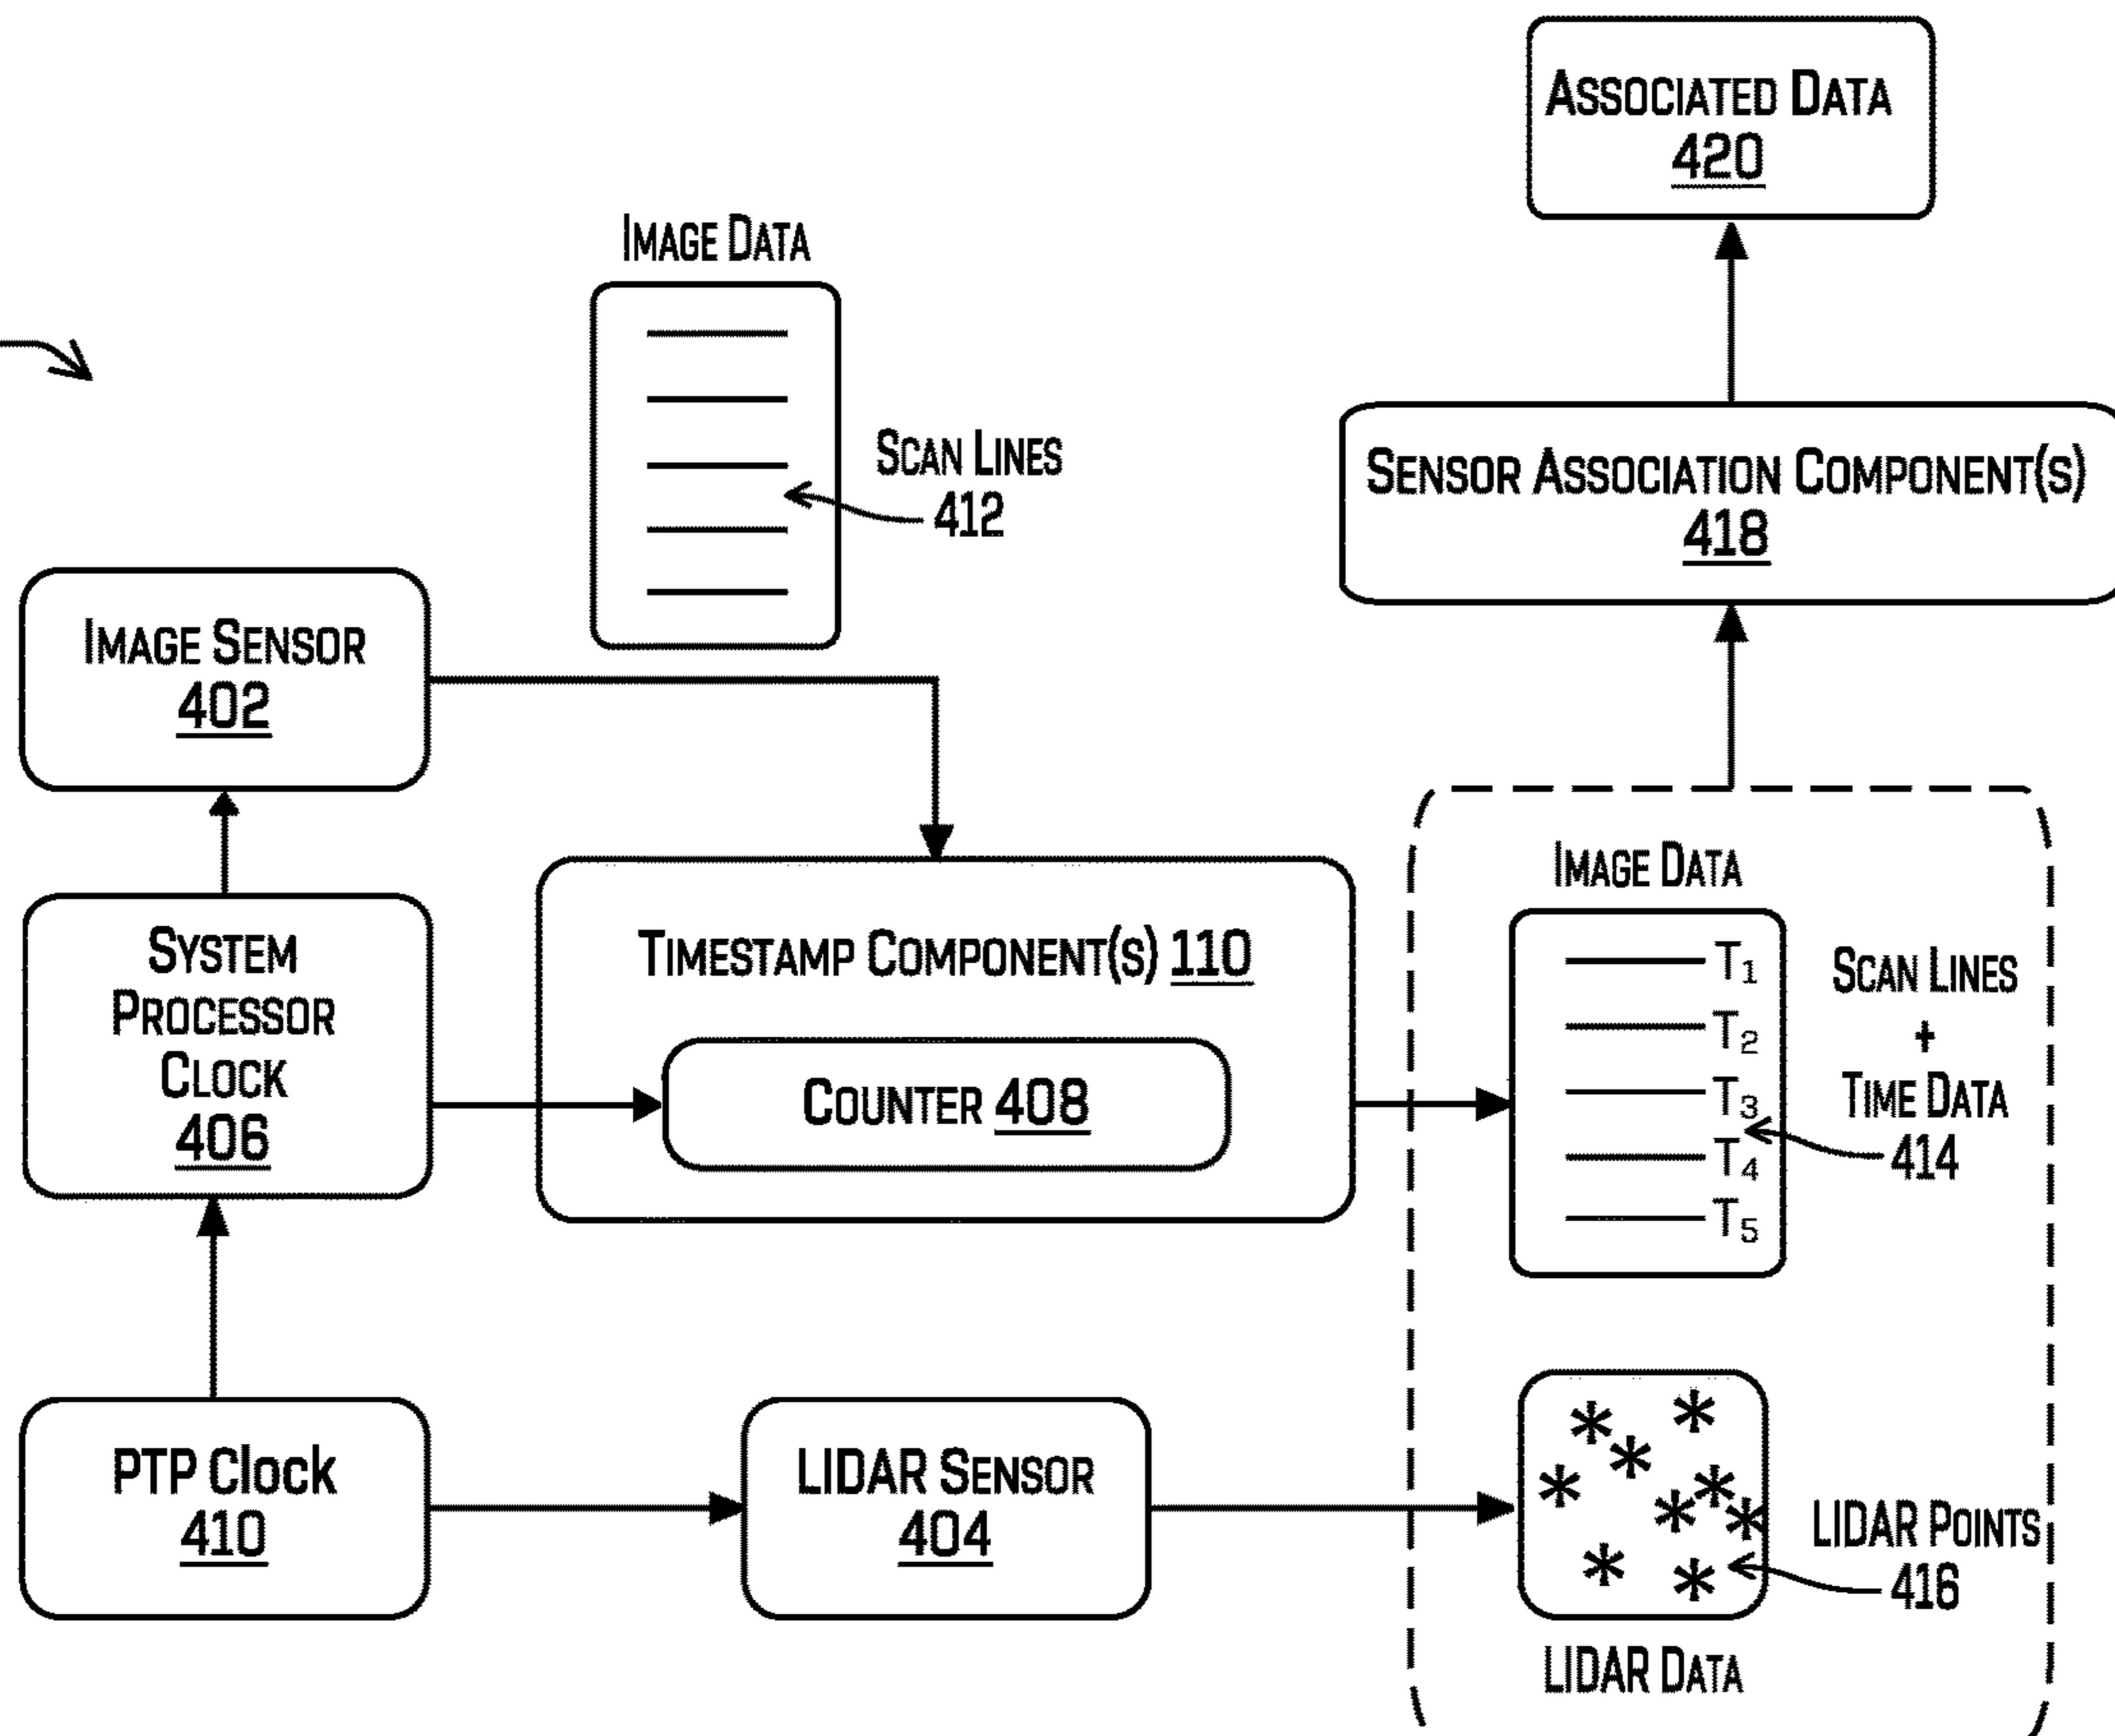 ASSOCIATED DATA
420
IMAGE DATA
SCAN LINES
412
SENSOR ASSOCIATION COMPONENT(S)
418
IMAGE SENSOR
402
SYSTEM
PROCESSOR
CLOCK
406
TIMESTAMP COMPONENT(S) 110
COUNTER 408
IMAGE DATA
T1
T2
T3
T4
T5
SCAN LINES
+
TIME DATA
414
PTP Clock
410
LIDAR SENSOR
404
LIDAR POINTS
416
LIDAR DATA